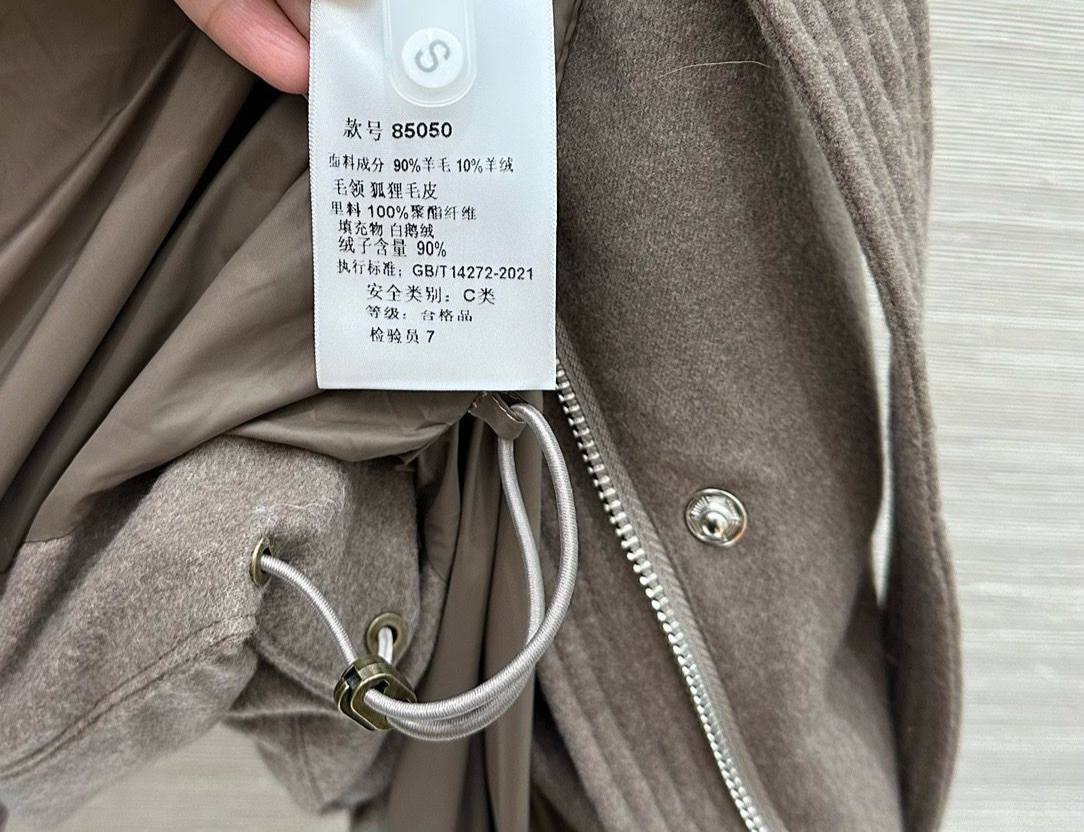 S
款号 85050
面料成分 90%羊毛 10%羊绒
毛领 狐狸毛皮
里料 100%聚酯纤维
填充物 白鹅绒
绒子含量 90%
执行标准: GB/T14272-2021
安全类别: C类
等级: 合格品
检验员 7